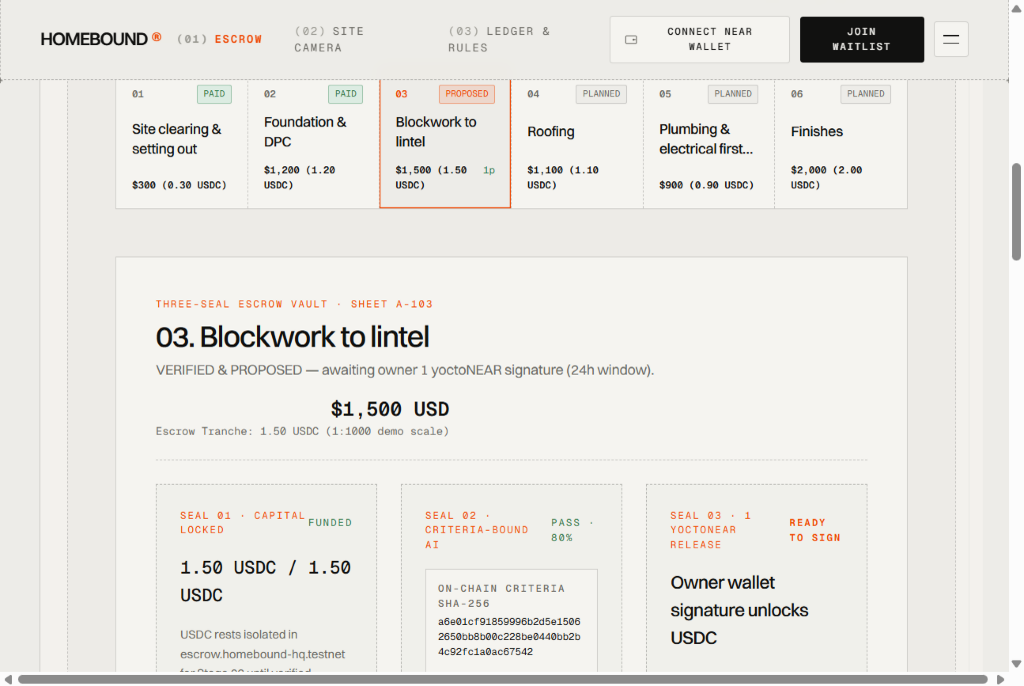 HOMEBOUND ®
(01) ESCROW
(02) SITE
CAMERA
(03) LEDGER &
RULES
CONNECT NEAR
WALLET
JOIN
WAITLIST
01 PAID
Site clearing &
setting out
$300 (0.30 USDC)
02 PAID
Foundation &
DPC
$1,200 (1.20
USDC)
03 PROPOSED
Blockwork to
lintel
$1,500 (1.50 1p
USDC)
04 PLANNED
Roofing
$1,100 (1.10
USDC)
05 PLANNED
Plumbing &
electrical first…
$900 (0.90 USDC)
06 PLANNED
Finishes
$2,000 (2.00
USDC)
THREE-SEAL ESCROW VAULT · SHEET A-103
03. Blockwork to lintel
VERIFIED & PROPOSED — awaiting owner 1 yoctoNEAR signature (24h window).
$1,500 USD
Escrow Tranche: 1.50 USDC (1:1000 demo scale)
SEAL 01 · CAPITAL
LOCKED
FUNDED
1.50 USDC / 1.50
USDC
USDC rests isolated in
escrow.homebound-hq.testnet
for Stage 03 until verified
SEAL 02 ·
CRITERIA-BOUND
AI
PASS ·
80%
ON-CHAIN CRITERIA
SHA-256
a6e01cf91859996b2d5e1506
2650bb8b00c228be0440bb2b
4c92fc1a0ac67542
SEAL 03 · 1
YOCTONEAR
RELEASE
READY
TO SIGN
Owner wallet
signature unlocks
USDC